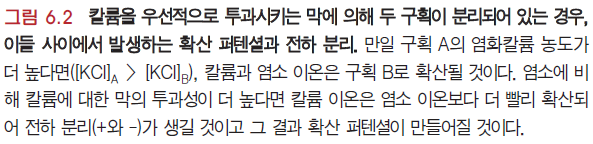 그림 6.2 칼륨을 우선적으로 투과시키는 막에 의해 두 구획이 분리되어 있는 경우,
이들 사이에서 발생하는 확산 퍼텐셜과 전하 분리. 만일 구획 A의 염화칼륨 농도가
더 높다면([KCl]A > [KCl]B), 칼륨과 염소 이온은 구획 B로 확산될 것이다. 염소에 비
해 칼륨에 대한 막의 투과성이 더 높다면 칼륨 이온은 염소 이온보다 더 빨리 확산되
어 전하 분리(+와 -)가 생길 것이고 그 결과 확산 퍼텐셜이 만들어질 것이다.